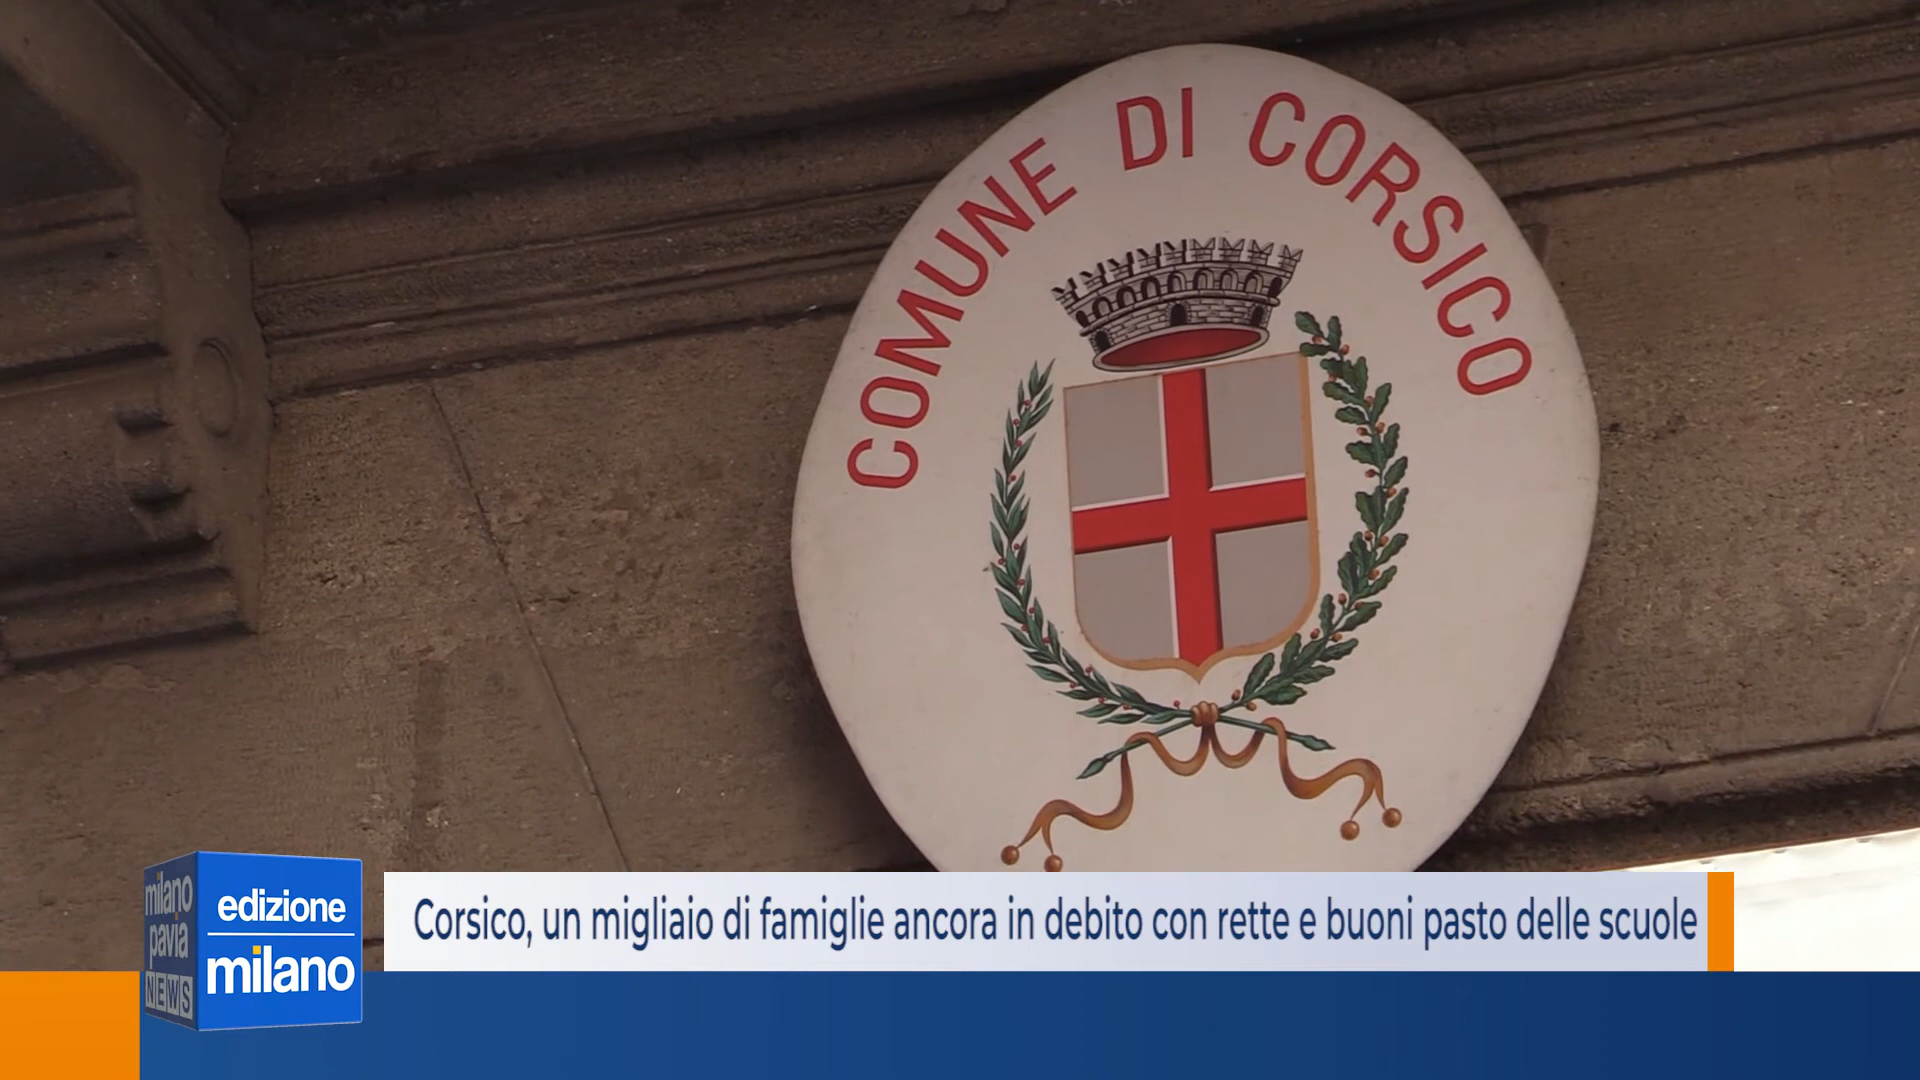 COMUNE DI CORSICO
Corsico, un migliaio di famiglie ancora in debito con rette e buoni pasto delle scuole
milano
pavia
NEWS
edizione
milano